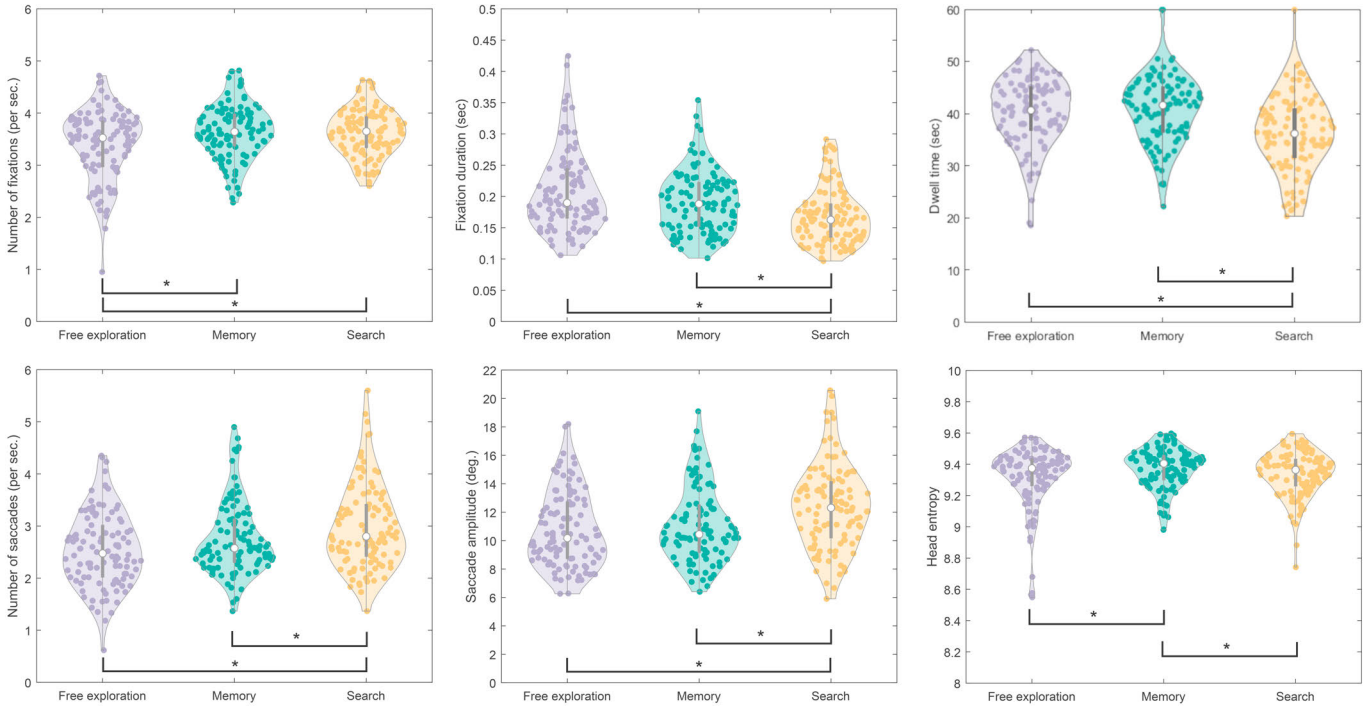 Number of fixations (per sec.)
6
5
4
3
2
1
0
*
*
Free exploration
Memory
Search
Fixation duration (sec)
0.5
0.45
0.4
0.35
0.3
0.25
0.2
0.15
0.1
0.05
0
*
*
Free exploration
Memory
Search
Dwell time (sec)
60
50
40
30
20
10
0
*
*
Free exploration
Memory
Search
Number of saccades (per sec.)
6
5
4
3
2
1
0
*
*
Free exploration
Memory
Search
Saccade amplitude (deg.)
22
20
18
16
14
12
10
8
6
4
2
0
*
*
Free exploration
Memory
Search
Head entropy
10
9.8
9.6
9.4
9.2
9
8.8
8.6
8.4
8.2
8
*
*
Free exploration
Memory
Search